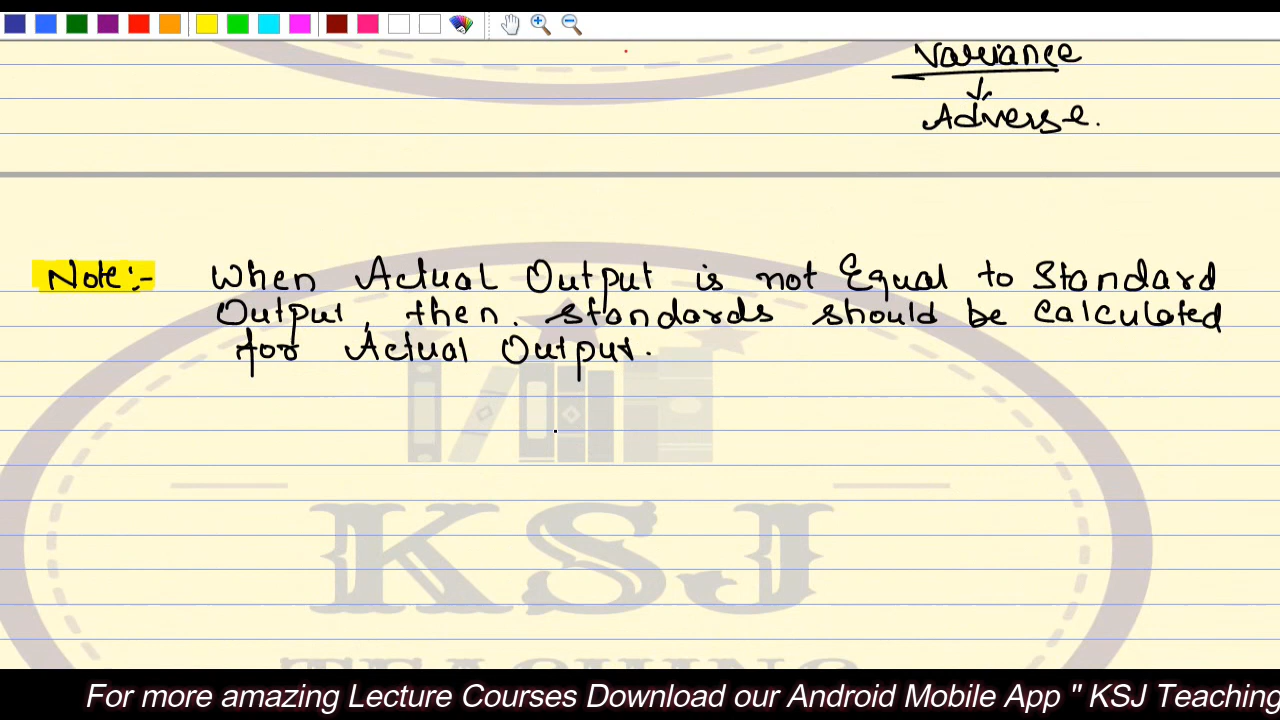 Variance
Adverse.
Note:- When Actual Output is not Equal to Standard
Output, then. standards should be calculated
for Actual Output.
KSJ
TEACHING
For more amazing Lecture Courses Download our Android Mobile App " KSJ Teaching